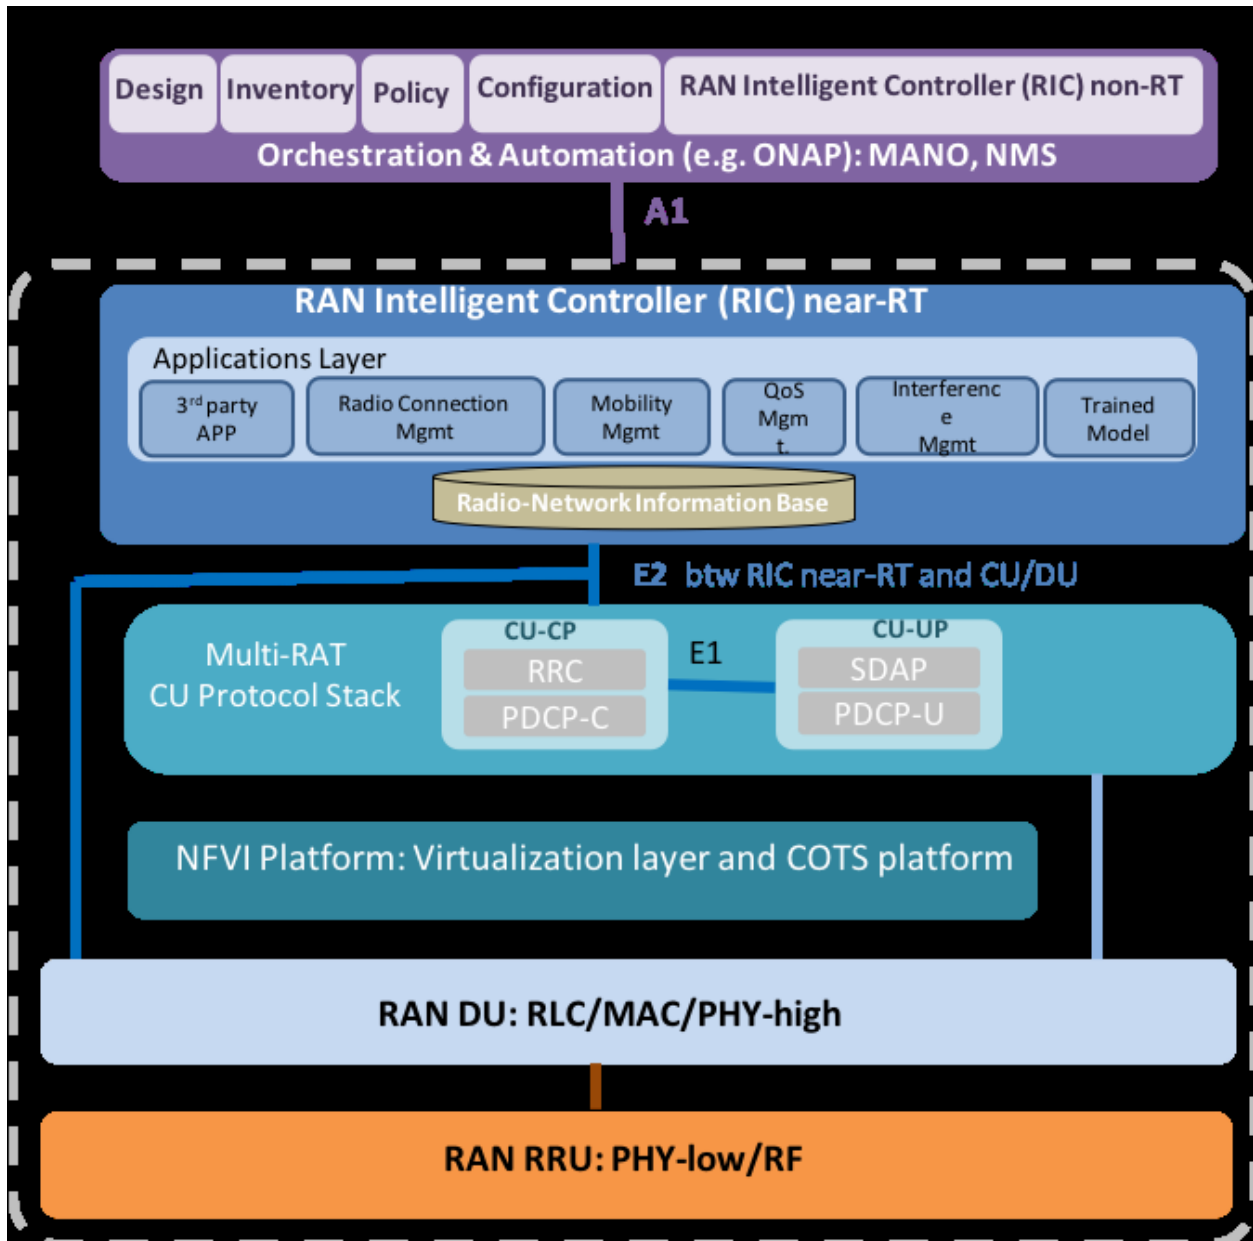 Design
Inventory
Policy
Configuration
RAN Intelligent Controller (RIC) non-RT
Orchestration & Automation (e.g. ONAP): MANO, NMS
A1
RAN Intelligent Controller (RIC) near-RT
Applications Layer
3rd party
APP
Radio Connection
Mgmt
Mobility
Mgmt
QoS
Mgm
t.
Interferenc
e
Mgmt
Trained
Model
Radio-Network Information Base
E2 btw RIC near-RT and CU/DU
Multi-RAT
CU Protocol Stack
CU-CP
RRC
PDCP-C
E1
CU-UP
SDAP
PDCP-U
NFVI Platform: Virtualization layer and COTS platform
RAN DU: RLC/MAC/PHY-high
RAN RRU: PHY-low/RF